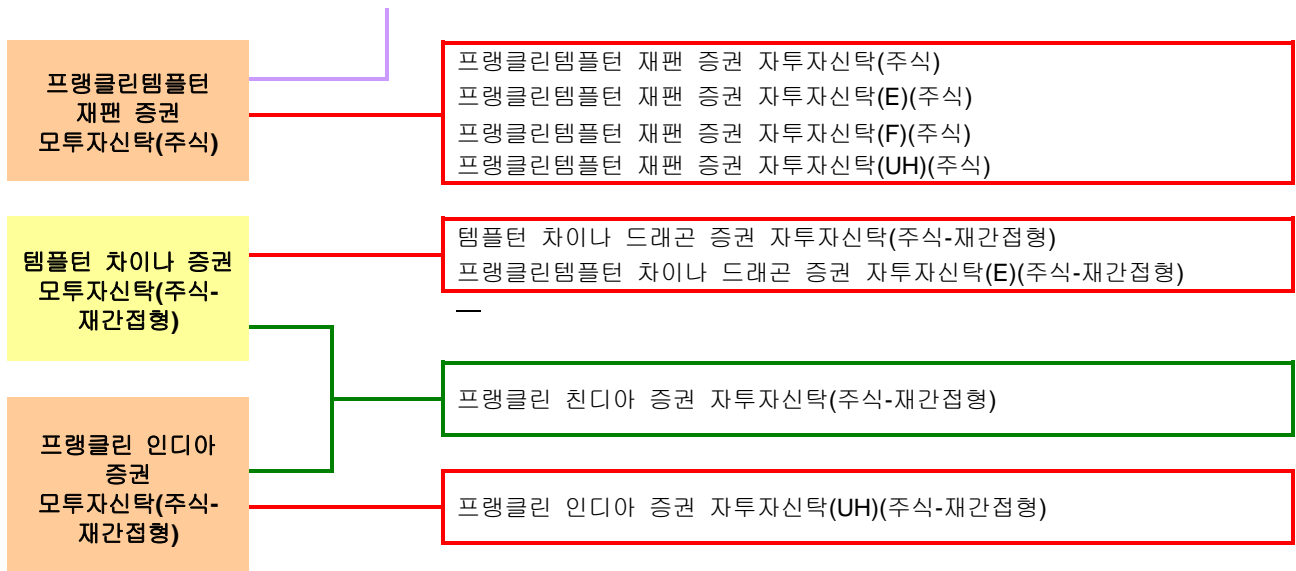 프랭클린템플턴
재팬 증권
모투자신탁(주식)
프랭클린템플턴 재팬 증권 자투자신탁(주식)
프랭클린템플턴 재팬 증권 자투자신탁(E)(주식)
프랭클린템플턴 재팬 증권 자투자신탁(F)(주식)
프랭클린템플턴 재팬 증권 자투자신탁(UH)(주식)
템플턴 차이나 증권
모투자신탁(주식-
재간접형)
템플턴 차이나 드래곤 증권 자투자신탁(주식-재간접형)
프랭클린템플턴 차이나 드래곤 증권 자투자신탁(E)(주식-재간접형)
프랭클린 친디아 증권 자투자신탁(주식-재간접형)
프랭클린 인디아
증권
모투자신탁(주식-
재간접형)
프랭클린 인디아 증권 자투자신탁(UH)(주식-재간접형)